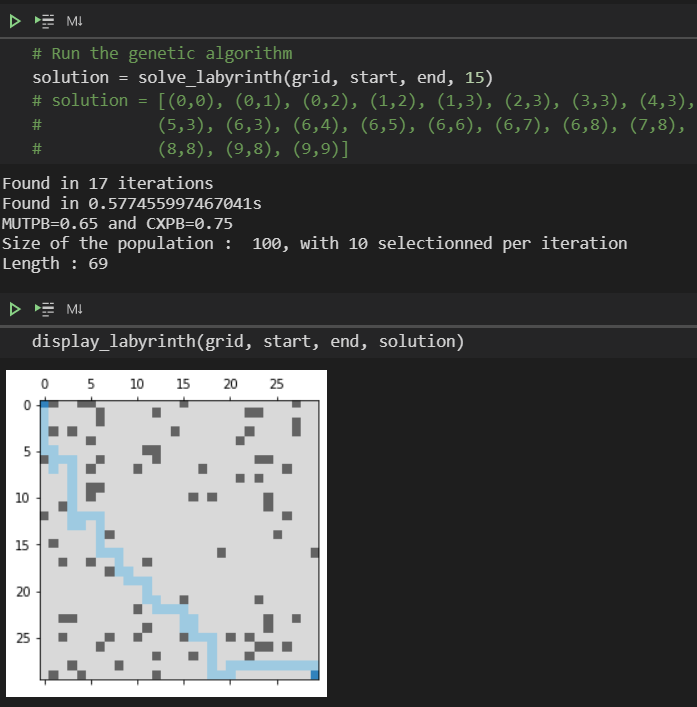 M↓
# Run the genetic algorithm
solution = solve_labyrinth(grid, start, end, 15)
# solution = [(0,0), (0,1), (0,2), (1,2), (1,3), (2,3), (3,3), (4,3),
# (5,3), (6,3), (6,4), (6,5), (6,6), (6,7), (6,8), (7,8),
# (8,8), (9,8), (9,9)]
Found in 17 iterations
Found in 0.577455997467041s
MUTPB=0.65 and CXPB=0.75
Size of the population :  100, with 10 selectionned per iteration
Length : 69
M↓
display_labyrinth(grid, start, end, solution)
0 5 10 15 20 25
0
5
10
15
20
25